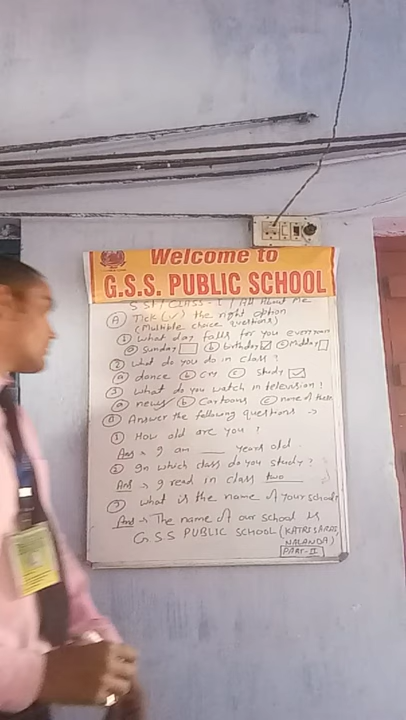 Welcome to
G.S.S. PUBLIC SCHOOL
S.St / CLASS - / All About Me
(A) Tick (✓) the right option
(Multiple choice questions)
(1) What day falls for you everyyear
(a) Sunday (b) birthday ✓ (c) Midday
(2) What do you do in class?
(a) dance (b) cry (c) study ✓
(3) What do you watch in television?
(a) news (b) Cartoons (c) none of these
Answer the following questions →
(1) How old are you?
Ans → I am ___ years old.
(2) In which class do you study?
Ans → I read in class two
(3) What is the name of your school?
Ans → The name of our school is
G.S.S PUBLIC SCHOOL (KATRISARAI, NALANDA)
PART-II